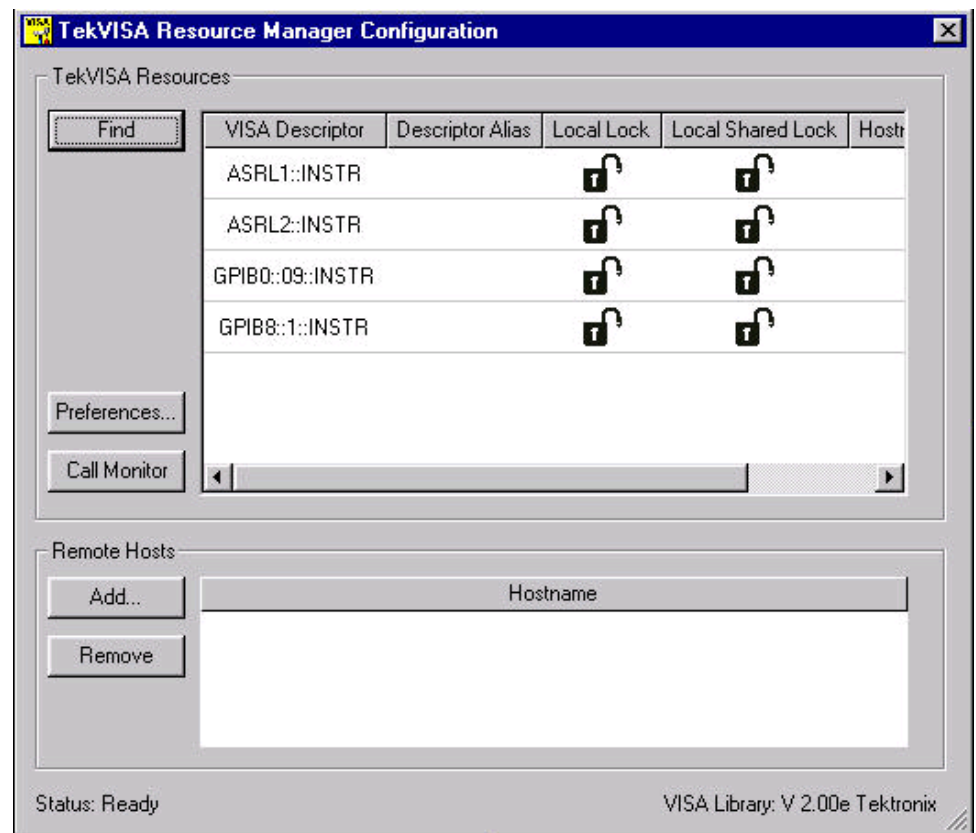 VISA
TekVISA Resource Manager Configuration
TekVISA Resources
Find
VISA Descriptor Descriptor Alias Local Lock Local Shared Lock Hostr
ASRL1::INSTR
ASRL2::INSTR
GPIB0::09::INSTR
GPIB8::1::INSTR
Preferences...
Call Monitor
Remote Hosts
Add...
Hostname
Remove
Status: Ready VISA Library: V 2.00e Tektronix